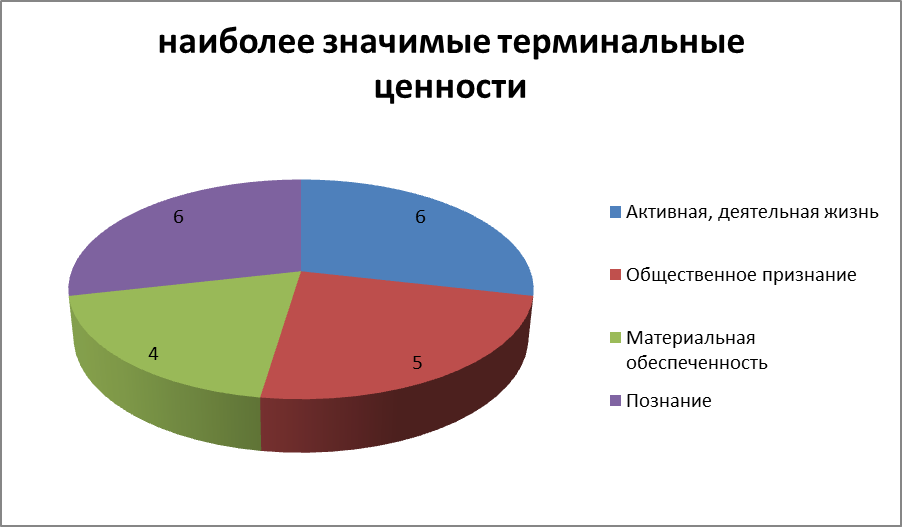 наиболее значимые терминальные
ценности
6
6
4
5
Активная, деятельная жизнь
Общественное признание
Материальная
обеспеченность
Познание